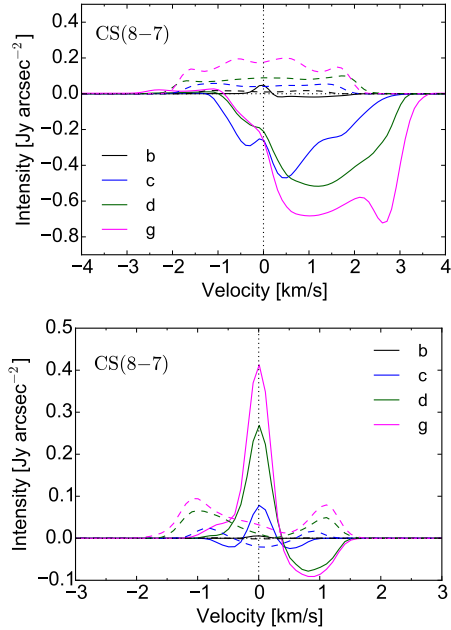 CS(8−7)
0.4
0.2
0.0
−0.2
−0.4
−0.6
−0.8
Intensity [Jy arcsec⁻²]
b
c
d
g
−4 −3 −2 −1 0 1 2 3 4
Velocity [km/s]
CS(8−7)
0.5
0.4
0.3
0.2
0.1
0.0
−0.1
Intensity [Jy arcsec⁻²]
b
c
d
g
−3 −2 −1 0 1 2 3
Velocity [km/s]